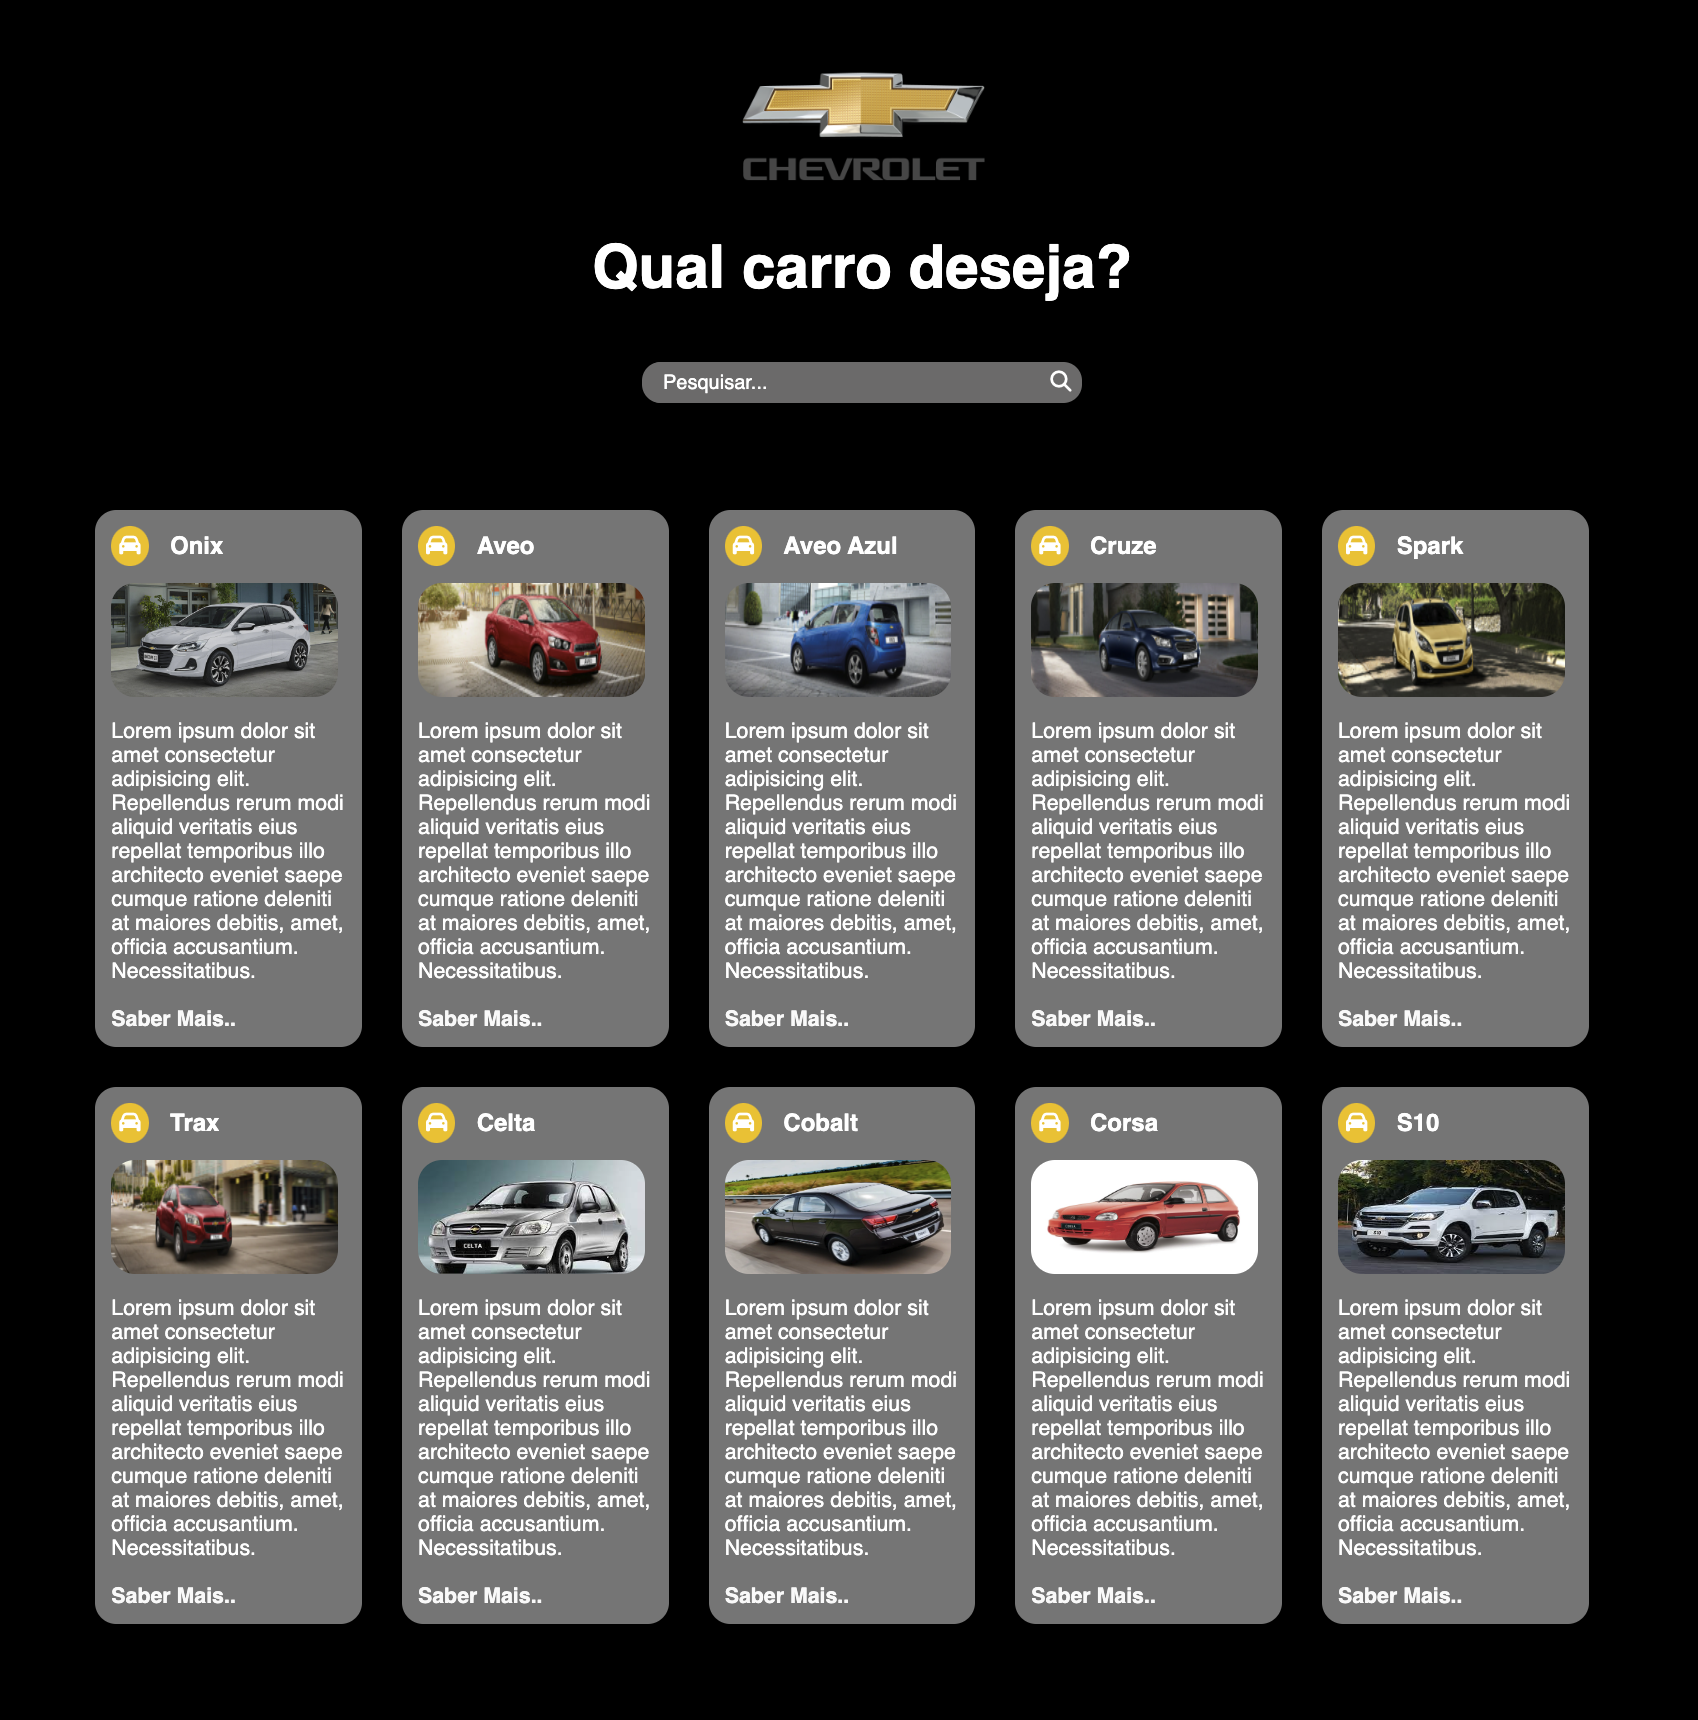 CHEVROLET
Qual carro deseja?
Pesquisar...
Onix
Lorem ipsum dolor sit
amet consectetur
adipisicing elit.
Repellendus rerum modi
aliquid veritatis eius
repellat temporibus illo
architecto eveniet saepe
cumque ratione deleniti
at maiores debitis, amet,
officia accusantium.
Necessitatibus.
Saber Mais..
Aveo
Lorem ipsum dolor sit
amet consectetur
adipisicing elit.
Repellendus rerum modi
aliquid veritatis eius
repellat temporibus illo
architecto eveniet saepe
cumque ratione deleniti
at maiores debitis, amet,
officia accusantium.
Necessitatibus.
Saber Mais..
Aveo Azul
Lorem ipsum dolor sit
amet consectetur
adipisicing elit.
Repellendus rerum modi
aliquid veritatis eius
repellat temporibus illo
architecto eveniet saepe
cumque ratione deleniti
at maiores debitis, amet,
officia accusantium.
Necessitatibus.
Saber Mais..
Cruze
Lorem ipsum dolor sit
amet consectetur
adipisicing elit.
Repellendus rerum modi
aliquid veritatis eius
repellat temporibus illo
architecto eveniet saepe
cumque ratione deleniti
at maiores debitis, amet,
officia accusantium.
Necessitatibus.
Saber Mais..
Spark
Lorem ipsum dolor sit
amet consectetur
adipisicing elit.
Repellendus rerum modi
aliquid veritatis eius
repellat temporibus illo
architecto eveniet saepe
cumque ratione deleniti
at maiores debitis, amet,
officia accusantium.
Necessitatibus.
Saber Mais..
Trax
Lorem ipsum dolor sit
amet consectetur
adipisicing elit.
Repellendus rerum modi
aliquid veritatis eius
repellat temporibus illo
architecto eveniet saepe
cumque ratione deleniti
at maiores debitis, amet,
officia accusantium.
Necessitatibus.
Saber Mais..
Celta
CELTA
Lorem ipsum dolor sit
amet consectetur
adipisicing elit.
Repellendus rerum modi
aliquid veritatis eius
repellat temporibus illo
architecto eveniet saepe
cumque ratione deleniti
at maiores debitis, amet,
officia accusantium.
Necessitatibus.
Saber Mais..
Cobalt
Lorem ipsum dolor sit
amet consectetur
adipisicing elit.
Repellendus rerum modi
aliquid veritatis eius
repellat temporibus illo
architecto eveniet saepe
cumque ratione deleniti
at maiores debitis, amet,
officia accusantium.
Necessitatibus.
Saber Mais..
Corsa
CORSA
Lorem ipsum dolor sit
amet consectetur
adipisicing elit.
Repellendus rerum modi
aliquid veritatis eius
repellat temporibus illo
architecto eveniet saepe
cumque ratione deleniti
at maiores debitis, amet,
officia accusantium.
Necessitatibus.
Saber Mais..
S10
S10
Lorem ipsum dolor sit
amet consectetur
adipisicing elit.
Repellendus rerum modi
aliquid veritatis eius
repellat temporibus illo
architecto eveniet saepe
cumque ratione deleniti
at maiores debitis, amet,
officia accusantium.
Necessitatibus.
Saber Mais..